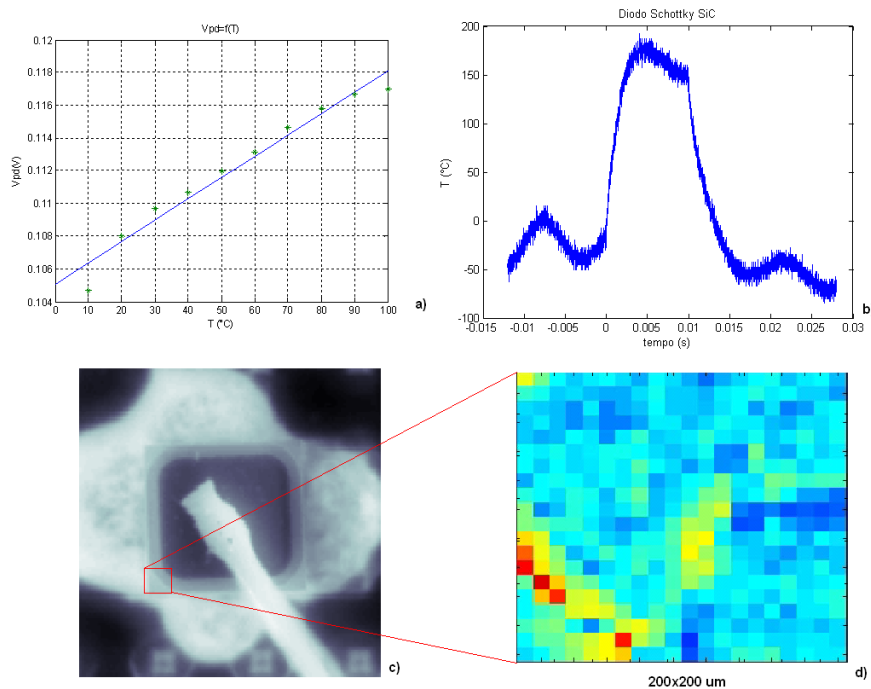 Vpd=f(T)
0.12
0.118
0.116
0.114
0.112
0.11
0.108
0.106
0.104
Vpd(V)
0 10 20 30 40 50 60 70 80 90 100
T (°C)
a)
Diodo Schottky SiC
200
150
100
50
0
-50
-100
T (°C)
-0.015 -0.01 -0.005 0 0.005 0.01 0.015 0.02 0.025 0.03
tempo (s)
b
c)
d)
200x200 um